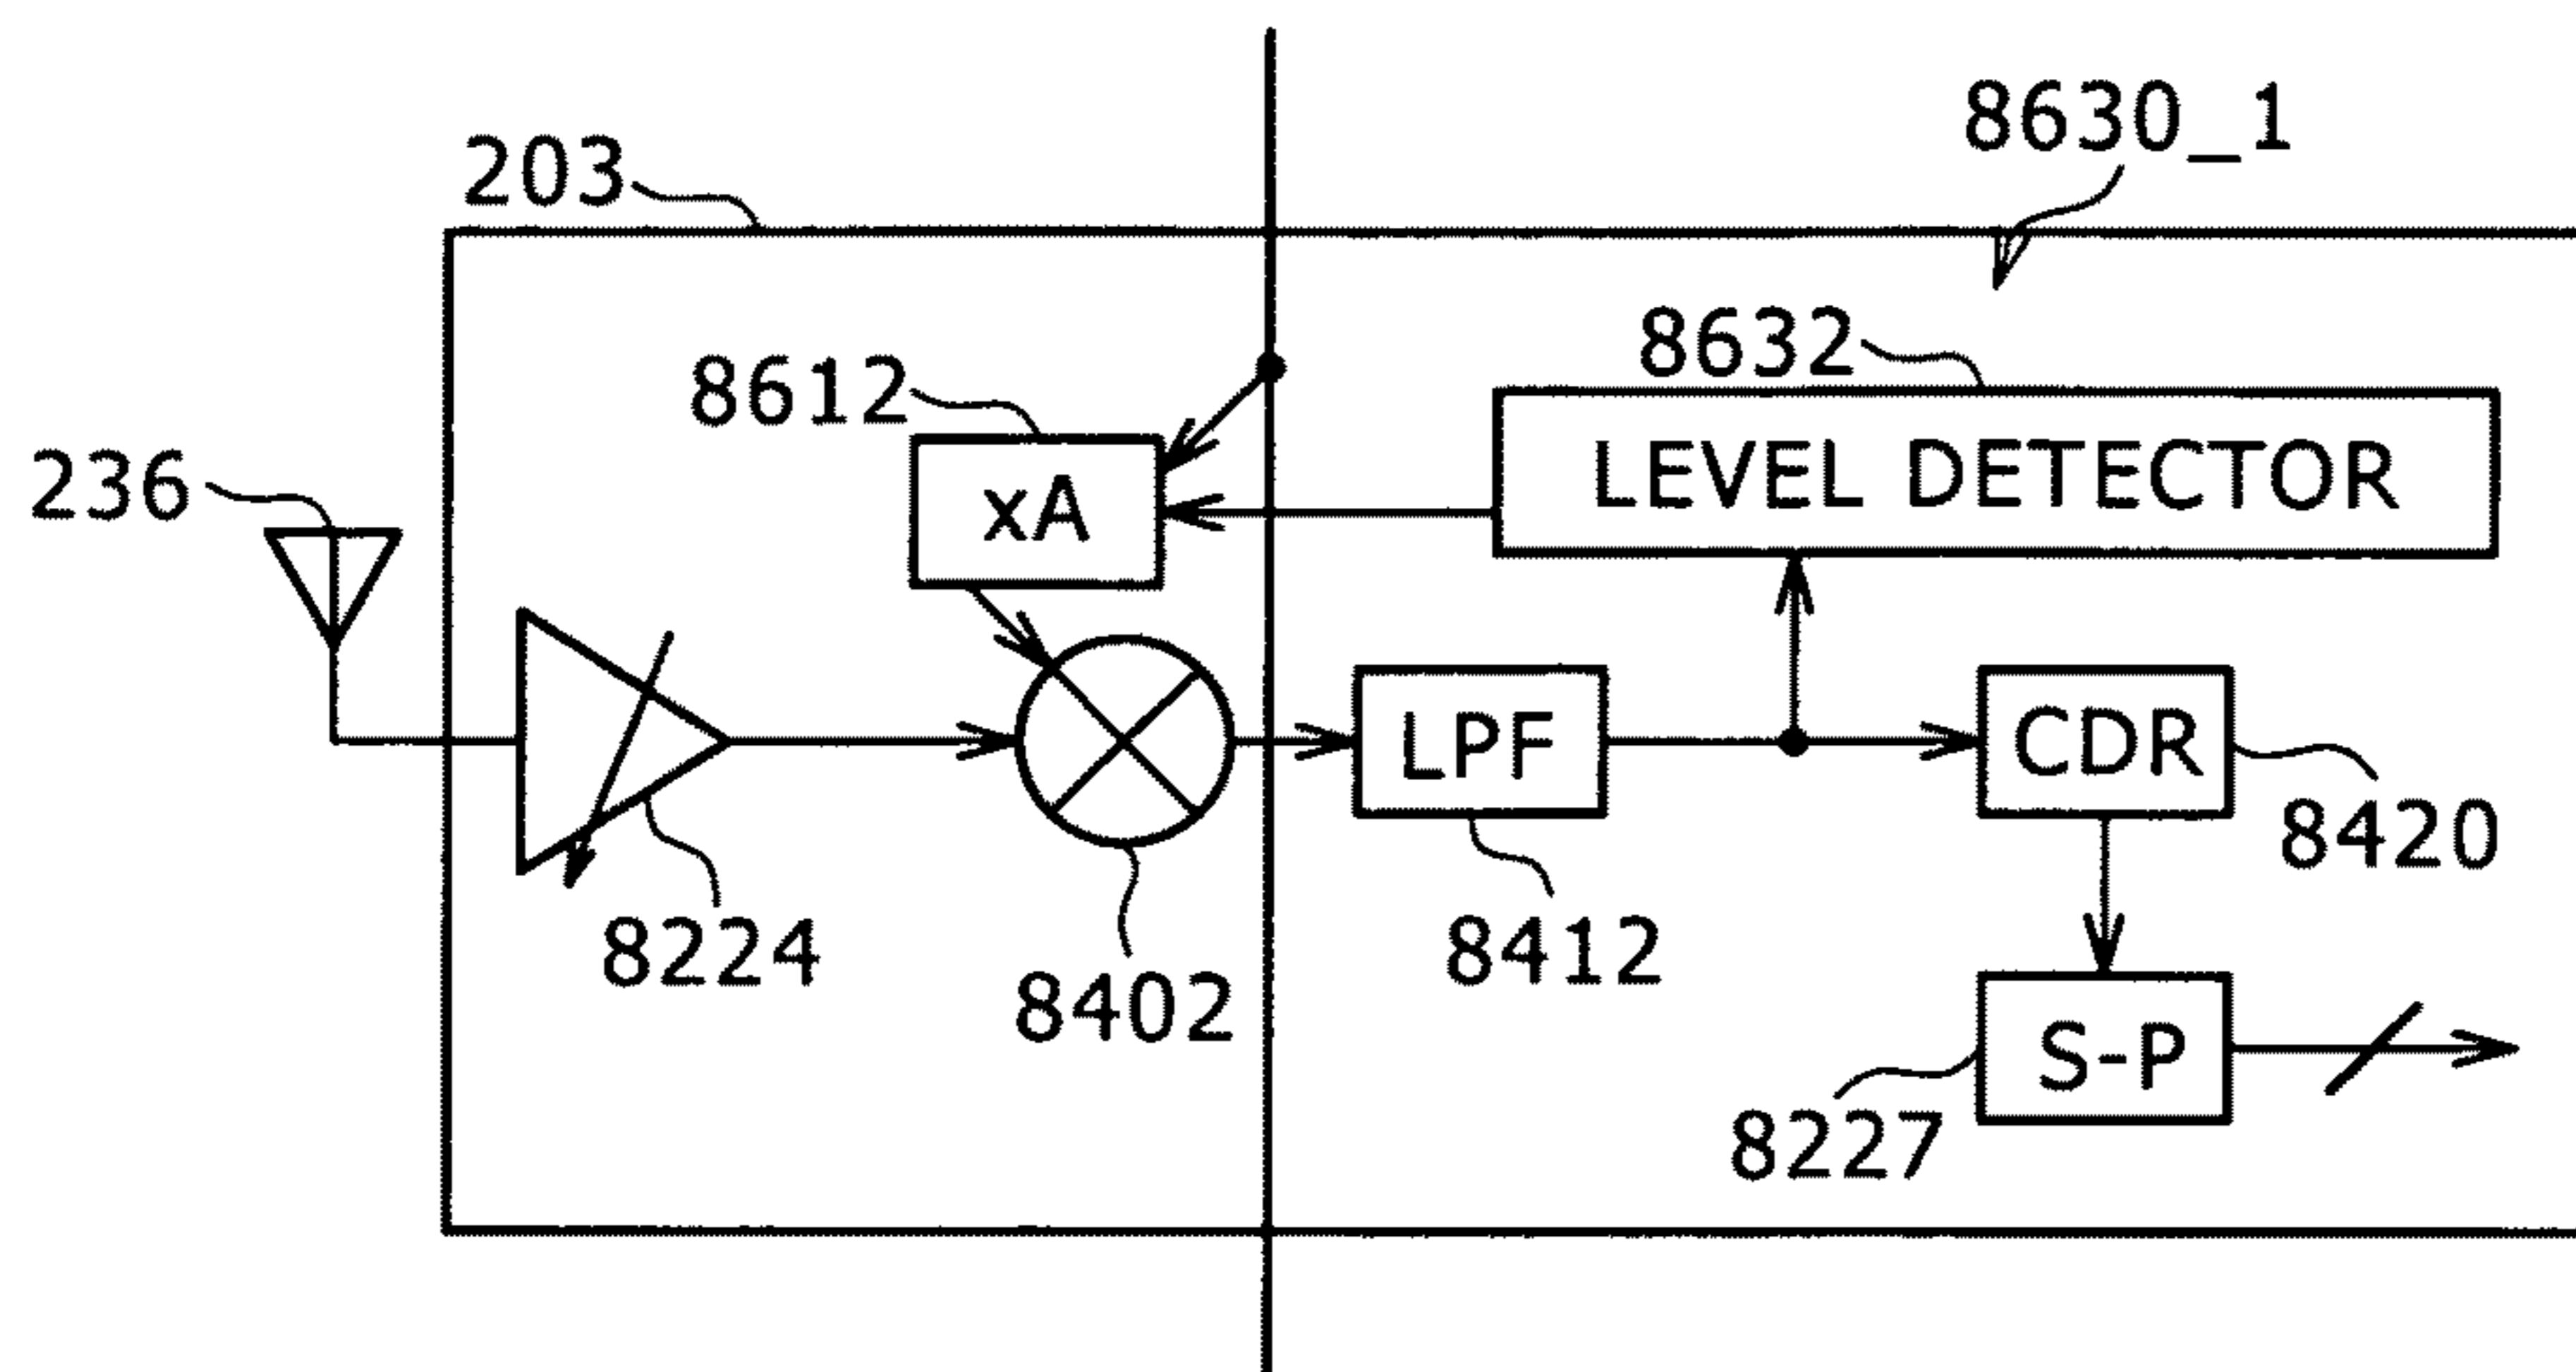 8630_1
203
8632
8612
LEVEL DETECTOR
236
xA
LPF
CDR
8420
8224
8412
8402
S-P
8227